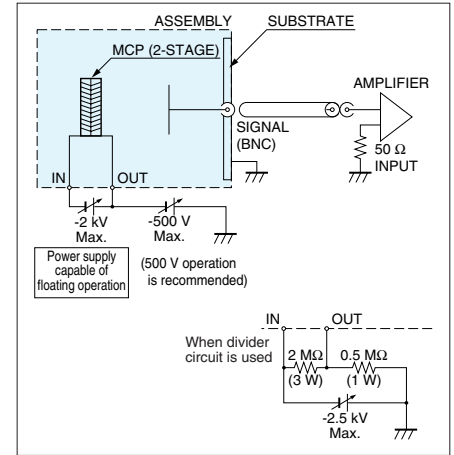 ASSEMBLY
SUBSTRATE
MCP (2-STAGE)
AMPLIFIER
SIGNAL
(BNC)
50 Ω
INPUT
IN
OUT
-2 kV
Max.
-500 V
Max.
Power supply
capable of
floating operation
(500 V operation
is recommended)
IN
OUT
When divider
circuit is used
2 MΩ
(3 W)
0.5 MΩ
(1 W)
-2.5 kV
Max.